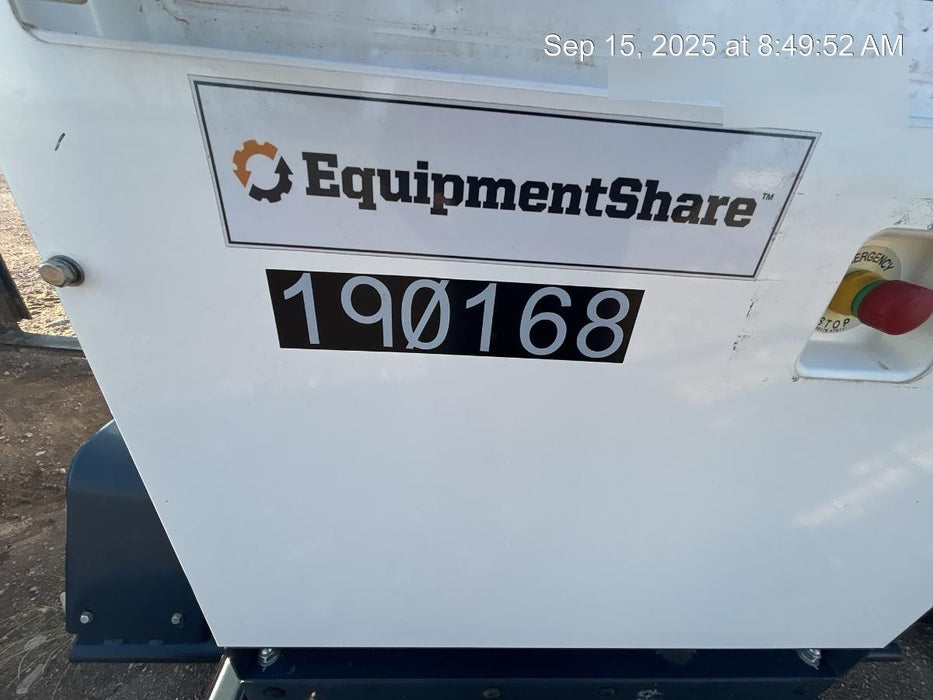 Sep 15, 2025 at 8:49:52 AM
EquipmentShare™
190168
EMERGENCY
STOP